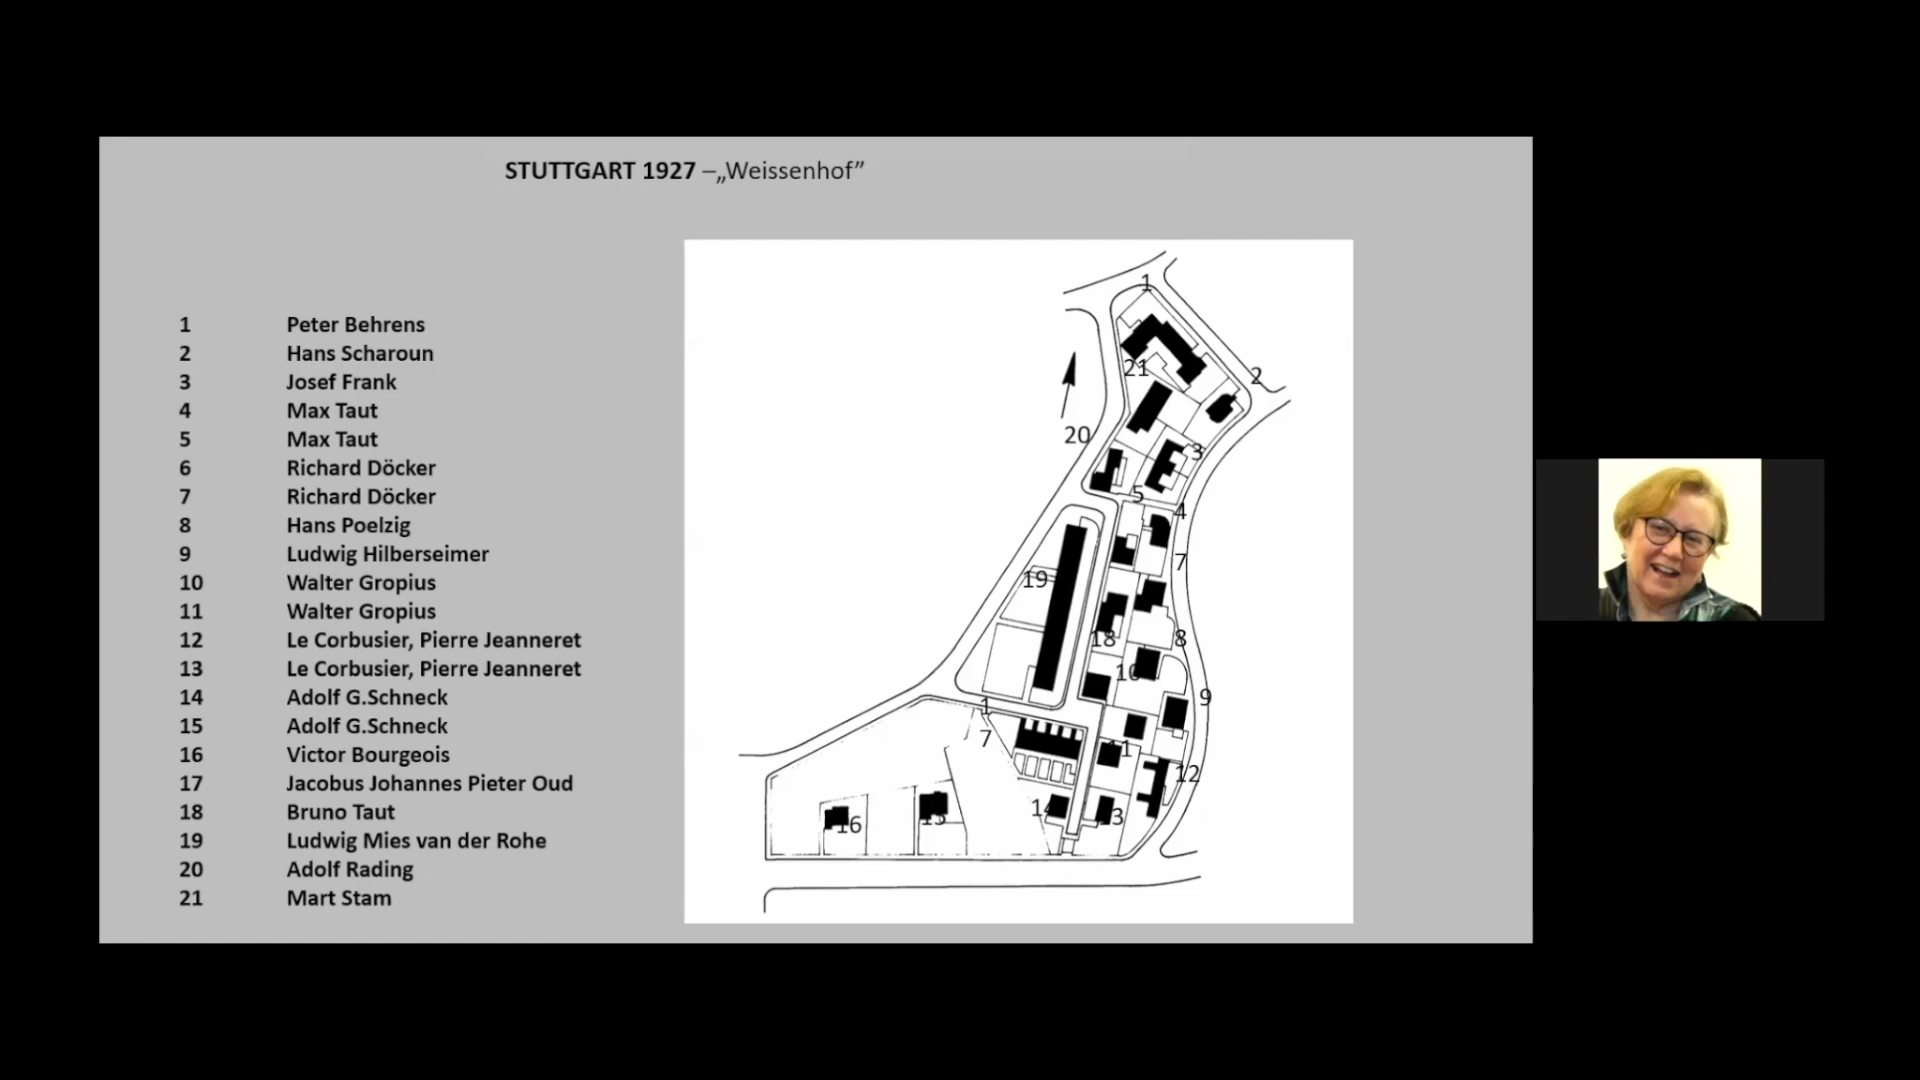 STUTTGART 1927 –„Weissenhof”
1 Peter Behrens
2 Hans Scharoun
3 Josef Frank
4 Max Taut
5 Max Taut
6 Richard Döcker
7 Richard Döcker
8 Hans Poelzig
9 Ludwig Hilberseimer
10 Walter Gropius
11 Walter Gropius
12 Le Corbusier, Pierre Jeanneret
13 Le Corbusier, Pierre Jeanneret
14 Adolf G.Schneck
15 Adolf G.Schneck
16 Victor Bourgeois
17 Jacobus Johannes Pieter Oud
18 Bruno Taut
19 Ludwig Mies van der Rohe
20 Adolf Rading
21 Mart Stam
1
21
2
20
3
5
4
7
19
18
8
10
9
1
7
11
12
14
13
16
15